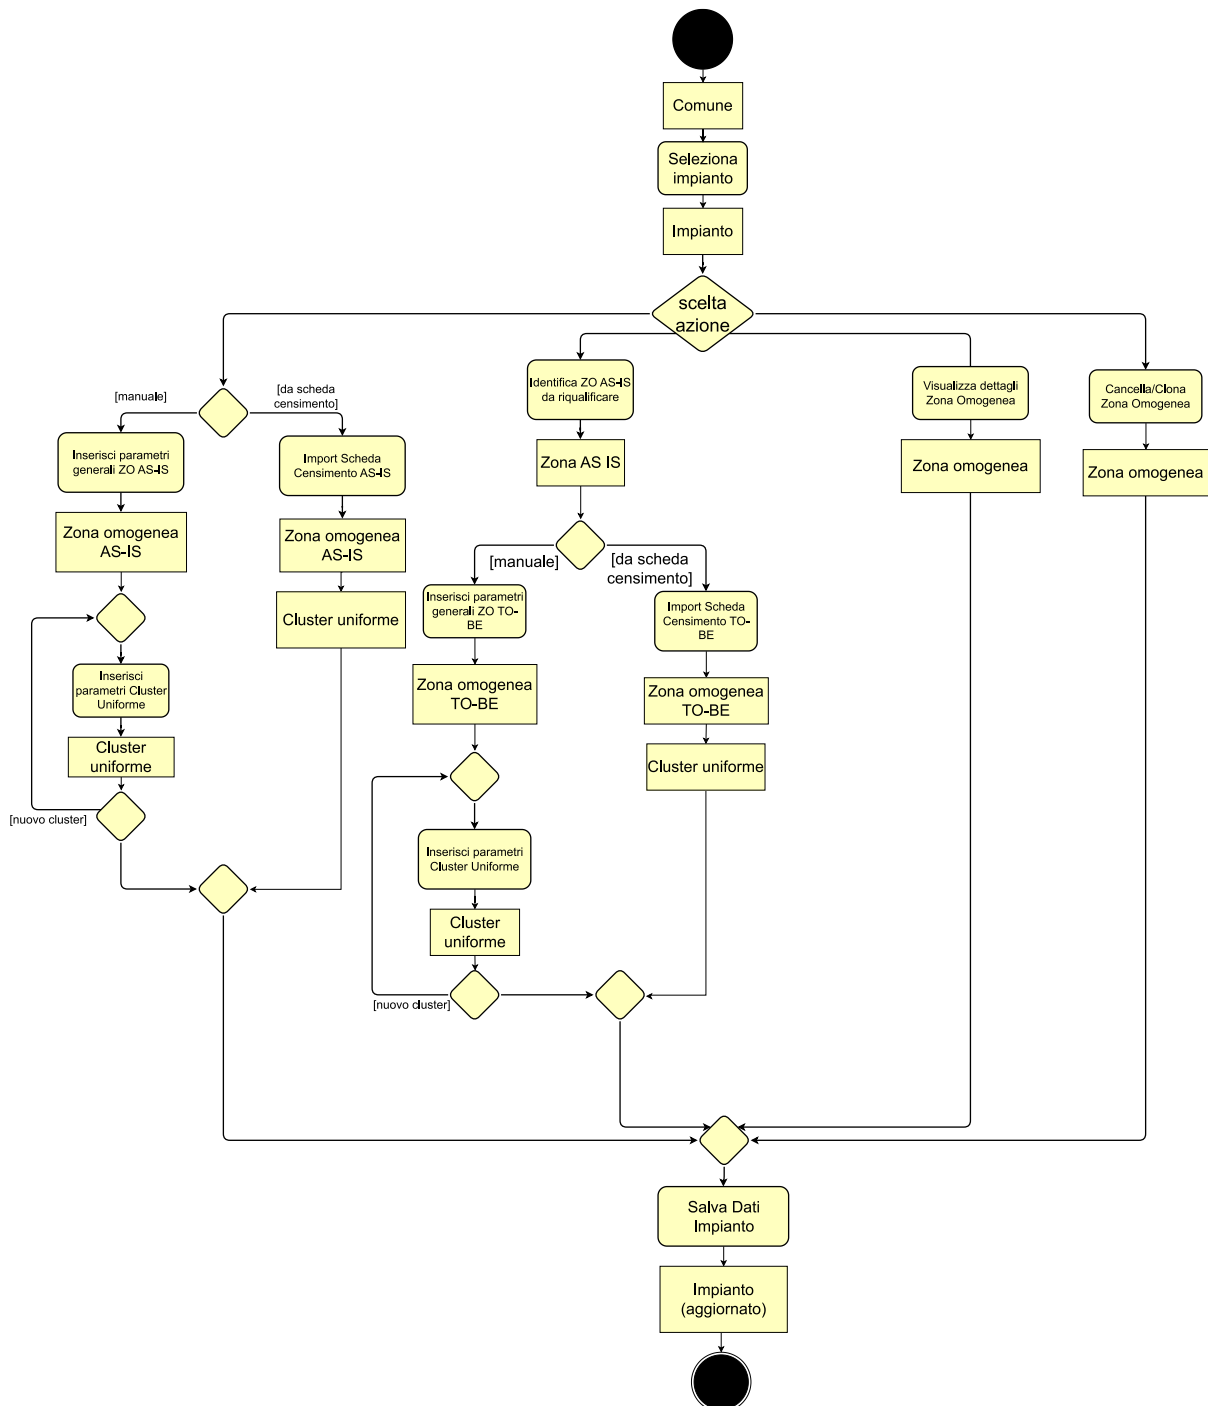 Comune
Seleziona
impianto
Impianto
scelta
azione
[manuale]
[da scheda
censimento]
Inserisci parametri
generali ZO AS-IS
Import Scheda
Censimento AS-IS
Zona omogenea
AS-IS
Zona omogenea
AS-IS
Cluster uniforme
Inserisci
parametri Cluster
Uniforme
Cluster
uniforme
[nuovo cluster]
Identifica ZO AS-IS
da riqualificare
Zona AS IS
[manuale]
[da scheda
censimento]
Inserisci parametri
generali ZO TO-
BE
Import Scheda
Censimento TO-
BE
Zona omogenea
TO-BE
Zona omogenea
TO-BE
Cluster uniforme
Inserisci parametri
Cluster Uniforme
Cluster
uniforme
[nuovo cluster]
Visualizza dettagli
Zona Omogenea
Zona omogenea
Cancella/Clona
Zona Omogenea
Zona omogenea
Salva Dati
Impianto
Impianto
(aggiornato)